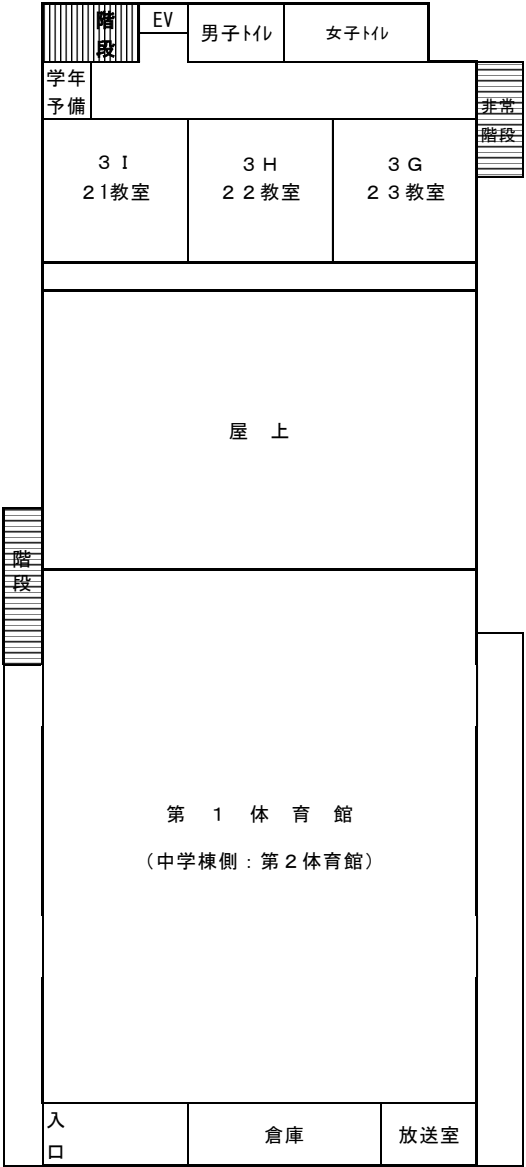 階段
EV
男子ﾄｲﾚ
女子ﾄｲﾚ
学年
予備
非常
階段
３Ｉ
２1教室
３Ｈ
２２教室
３Ｇ
２３教室
屋　上
階
段
第　１　体　育　館
（中学棟側：第２体育館）
入
口
倉庫
放送室